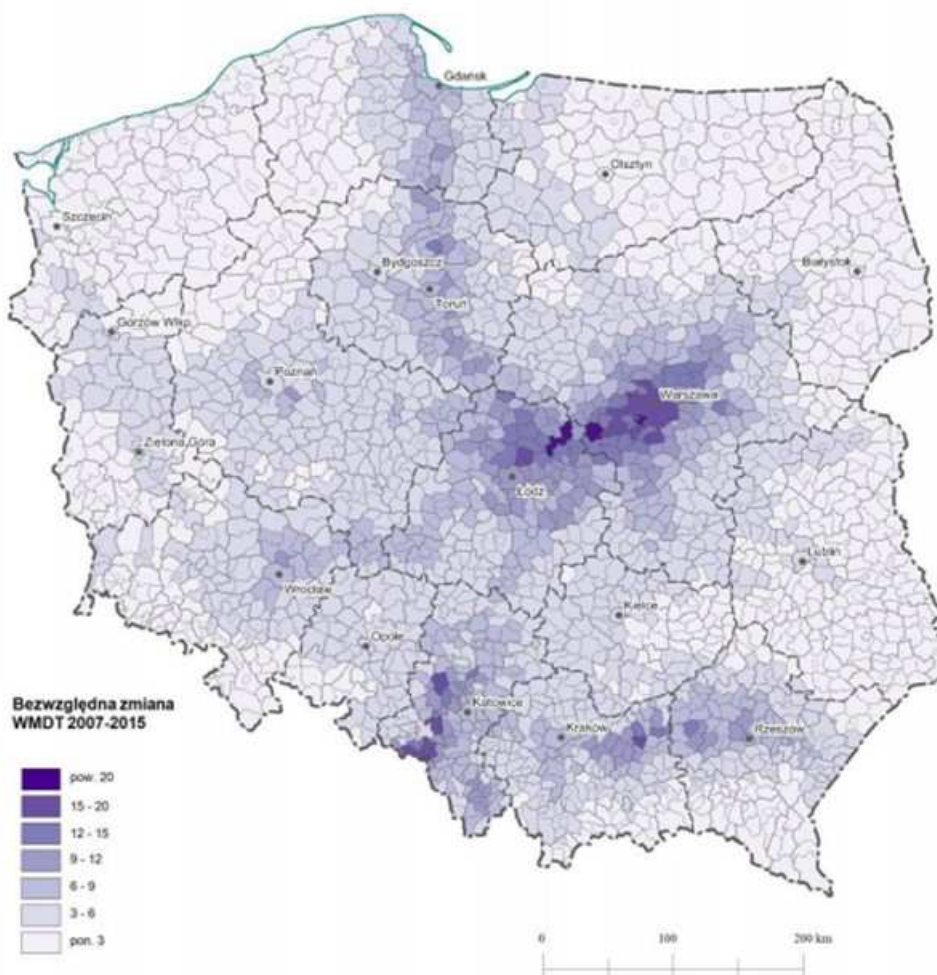 Gdańsk
Olsztyn
Szczecin
Bydgoszcz
Białystok
Toruń
Gorzów Wlkp.
Poznań
Warszawa
Zielona Góra
Łódź
Lublin
Wrocław
Kielce
Opole
Bezwzględna zmiana
WMDT 2007-2015
Katowice
Kraków
Rzeszów
pow. 20
15 - 20
12 - 15
9 - 12
6 - 9
3 - 6
pon. 3
0 100 200 km